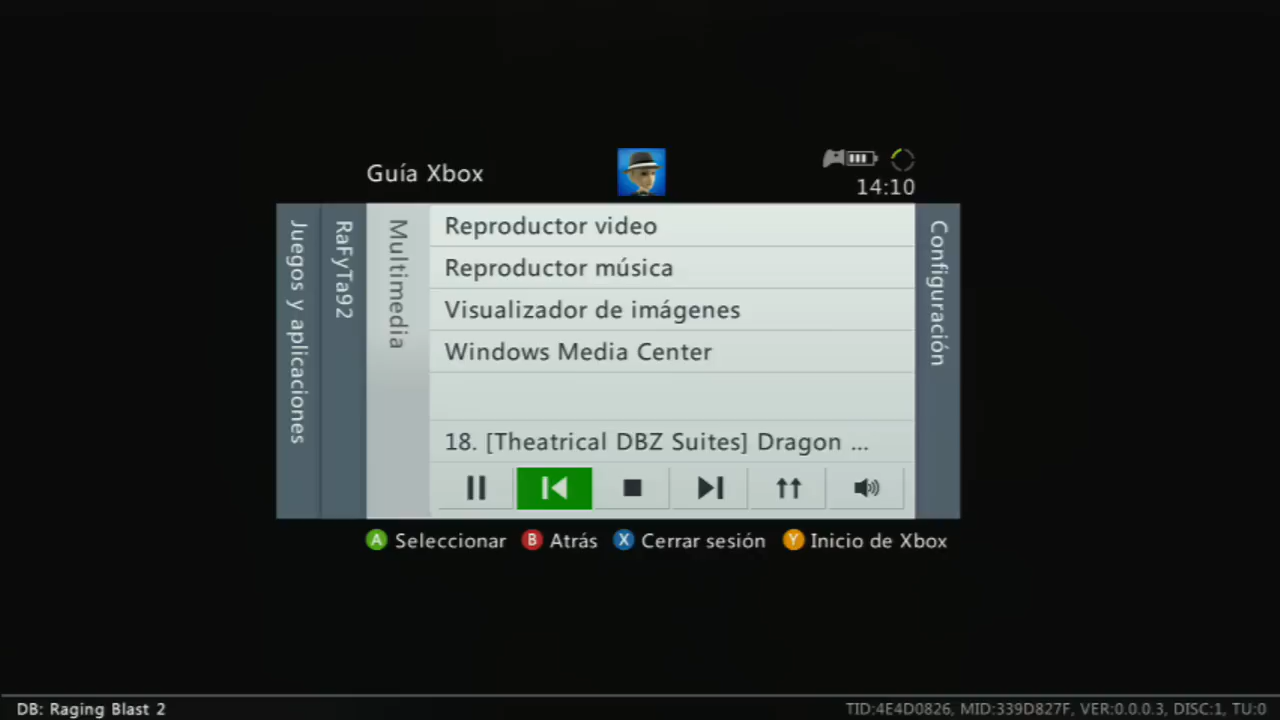 Guía Xbox
14:10
Juegos y aplicaciones
RaFyTa92
Multimedia
Reproductor video
Reproductor música
Visualizador de imágenes
Windows Media Center
18. [Theatrical DBZ Suites] Dragon ...
Configuración
A Seleccionar B Atrás X Cerrar sesión Y Inicio de Xbox
DB: Raging Blast 2
TID:4E4D0826, MID:339D827F, VER:0.0.0.3, DISC:1, TU:0